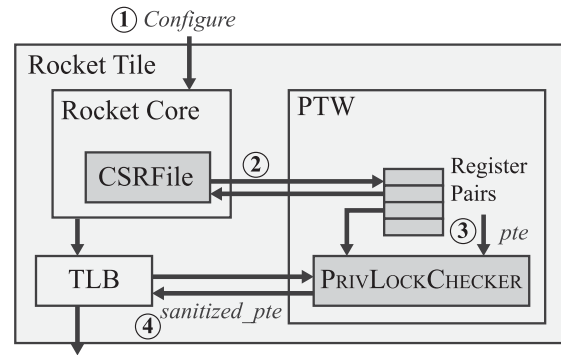 ① Configure
Rocket Tile
Rocket Core
PTW
CSRFile
②
Register
Pairs
③ pte
TLB
PRIVLOCKCHECKER
④ sanitized_pte